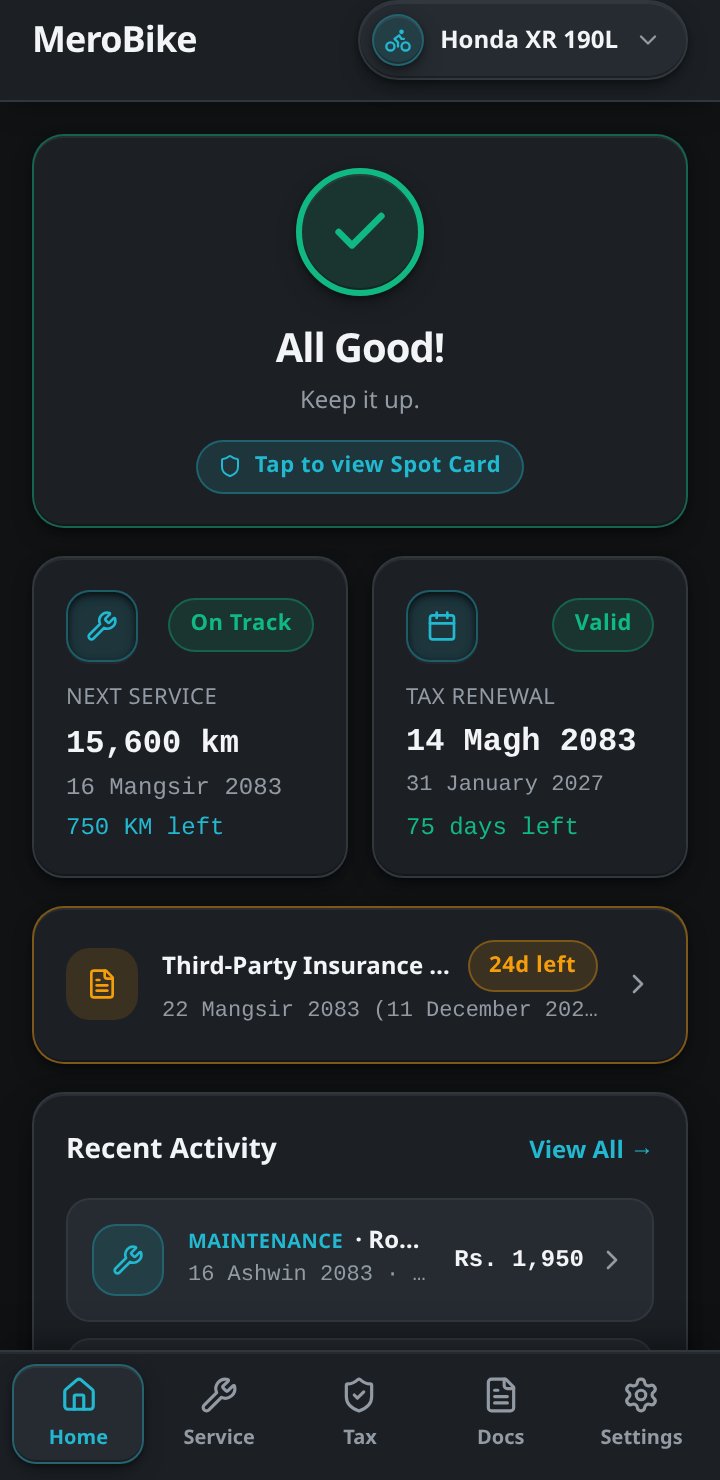 MeroBike
Honda XR 190L
All Good!
Keep it up.
Tap to view Spot Card
On Track
NEXT SERVICE
15,600 km
16 Mangsir 2083
750 KM left
Valid
TAX RENEWAL
14 Magh 2083
31 January 2027
75 days left
Third-Party Insurance ...
24d left
22 Mangsir 2083 (11 December 202…
Recent Activity
View All →
MAINTENANCE · Ro...
16 Ashwin 2083 · …
Rs. 1,950
Home
Service
Tax
Docs
Settings